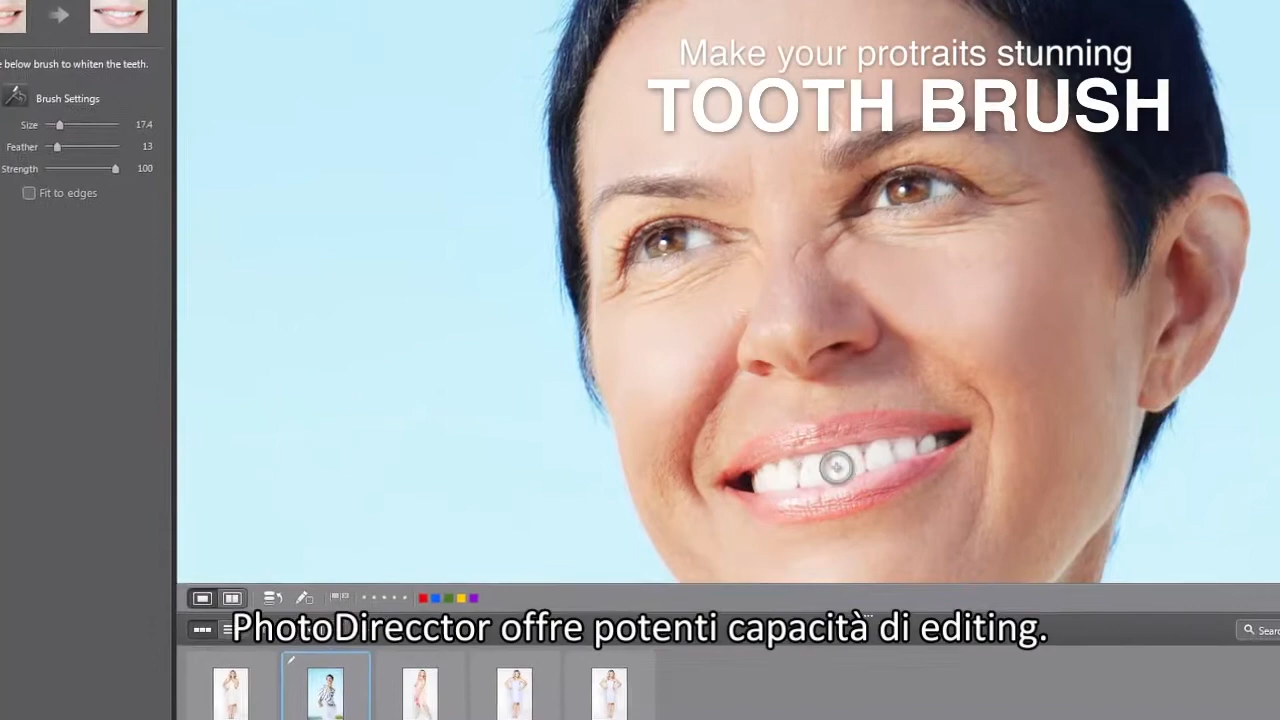 Make your protraits stunning
TOOTH BRUSH
e below brush to whiten the teeth.
Brush Settings
Size 17.4
Feather 13
Strength 100
Fit to edges
PhotoDirecctor offre potenti capacità di editing.
Searc